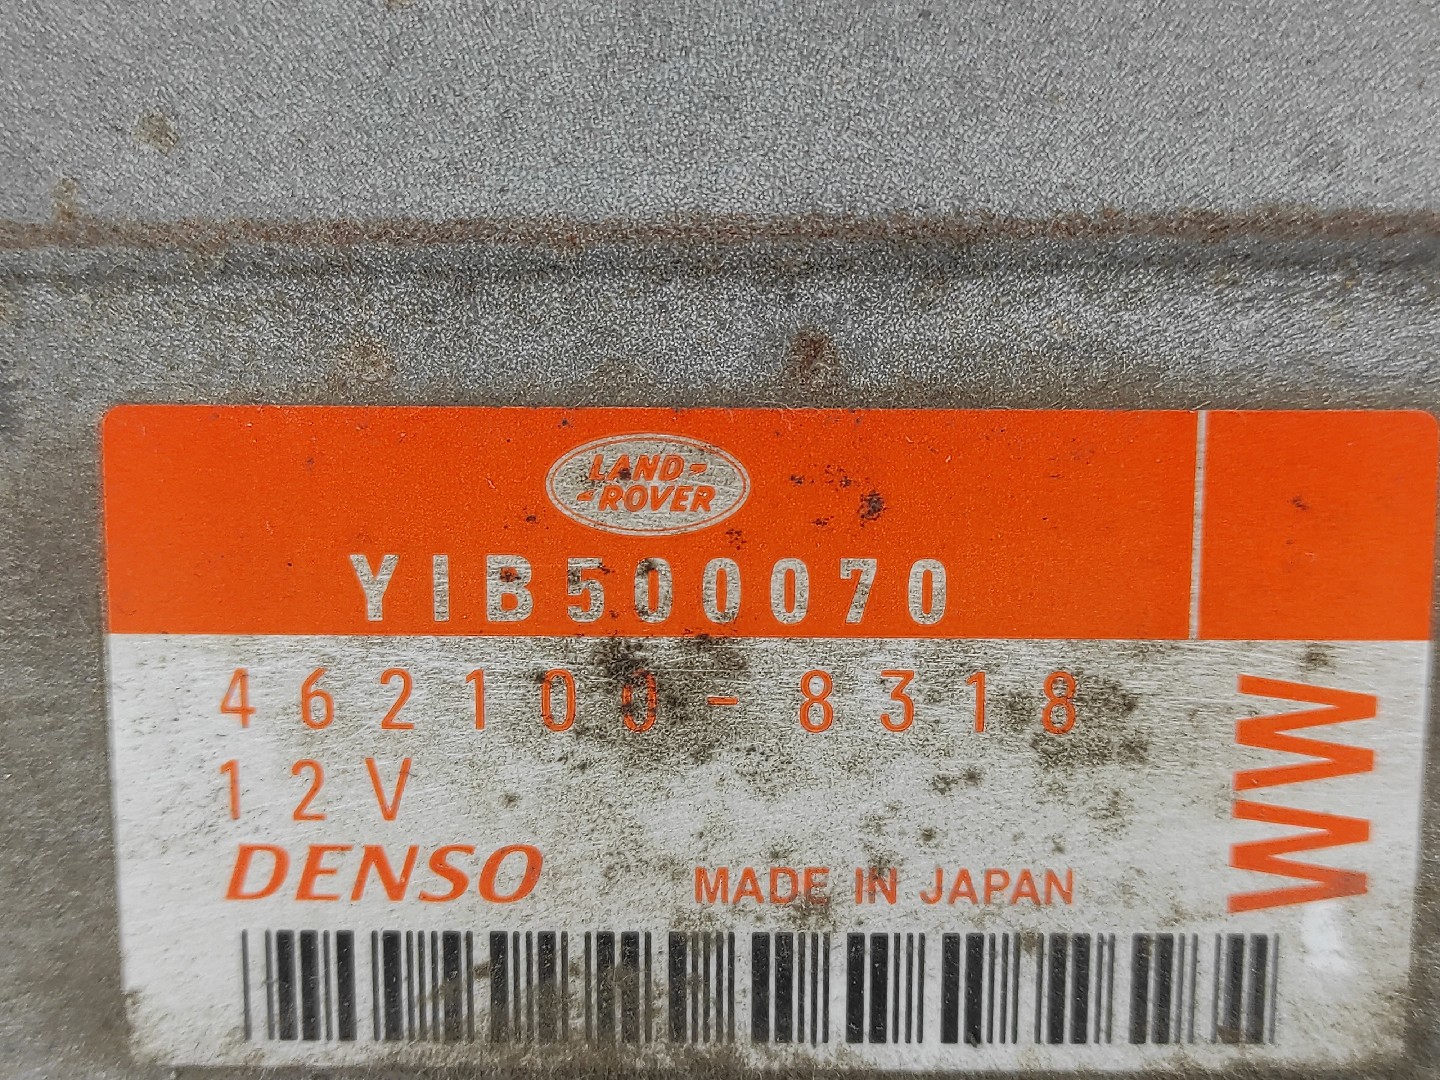 LAND-
-ROVER
YIB500070
462100-8318
12V
WW
DENSO
MADE IN JAPAN